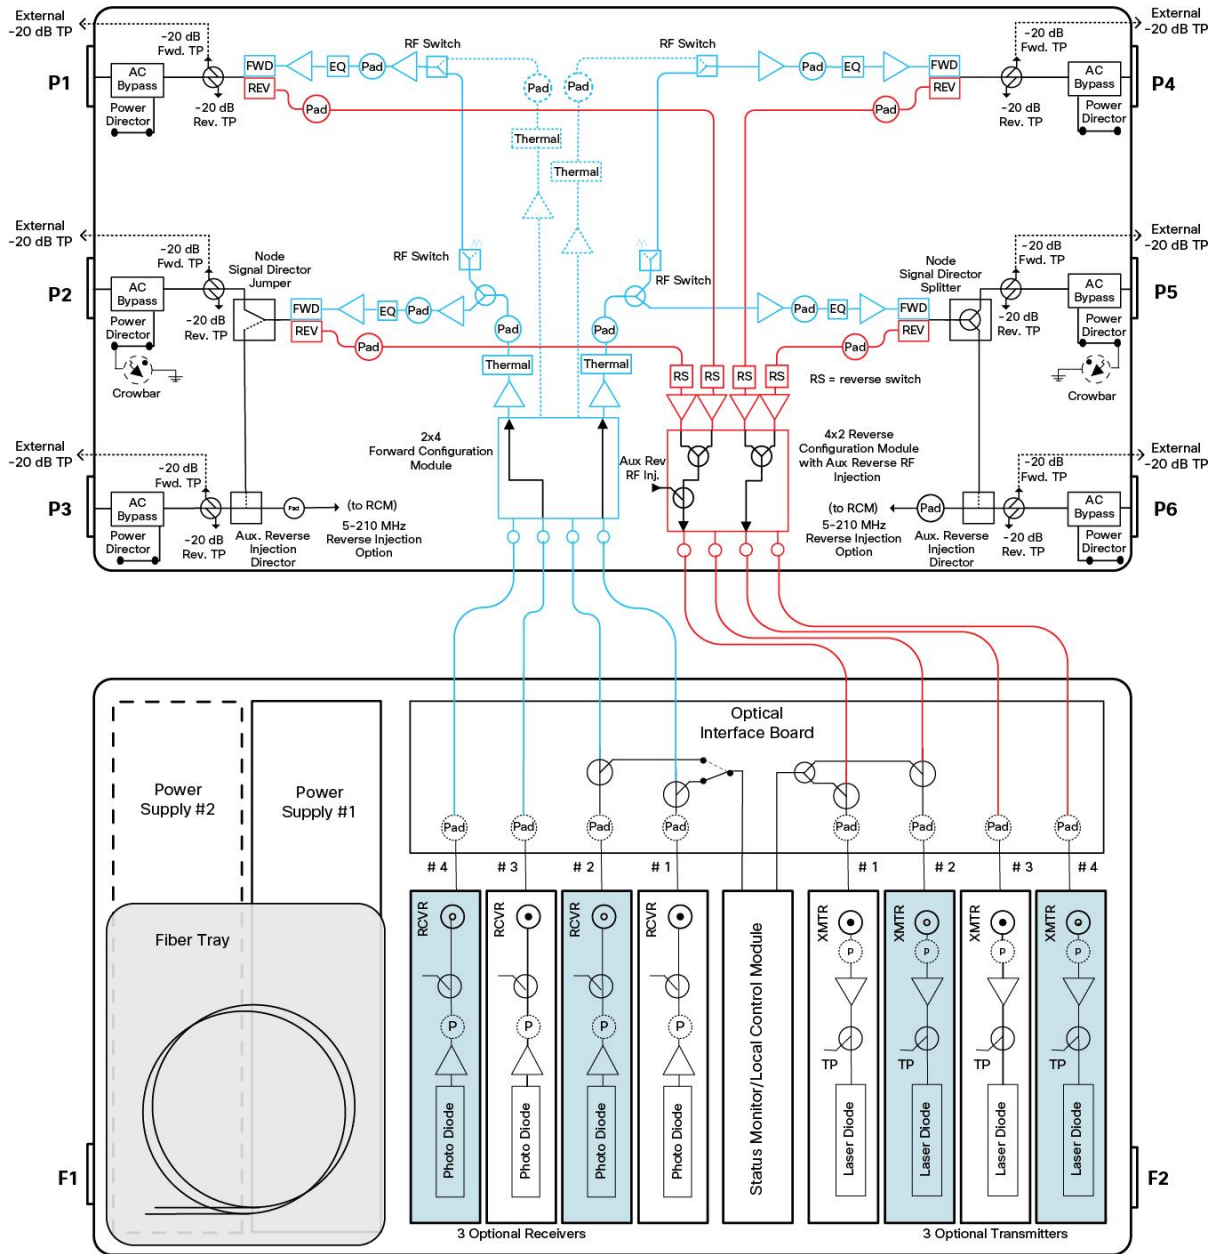 External
-20 dB TP
-20 dB
Fwd. TP
RF Switch
RF Switch
-20 dB
Fwd. TP
External
-20 dB TP
P1
AC
Bypass
FWD
EQ
Pad
Pad
Pad
Pad
EQ
FWD
AC
Bypass
P4
REV
REV
Power
Director
-20 dB
Rev. TP
Pad
Pad
-20 dB
Rev. TP
Power
Director
Thermal
Thermal
External
-20 dB TP
-20 dB
Fwd. TP
Node
Signal Director
Jumper
RF Switch
RF Switch
Node
Signal Director
Splitter
-20 dB
Fwd. TP
External
-20 dB TP
P2
AC
Bypass
FWD
EQ
Pad
Pad
EQ
FWD
AC
Bypass
P5
Power
Director
-20 dB
Rev. TP
REV
Pad
Pad
Pad
Pad
REV
-20 dB
Rev. TP
Power
Director
Thermal
Thermal
RS
RS
RS
RS
RS = reverse switch
Crowbar
Crowbar
2x4
Forward Configuration
Module
4x2 Reverse
Configuration Module
with Aux Reverse RF
Injection
Aux Rev
RF Inj.
External
-20 dB TP
-20 dB
Fwd. TP
-20 dB
Fwd. TP
External
-20 dB TP
P3
AC
Bypass
Pad
(to RCM)
(to RCM)
Pad
AC
Bypass
P6
Power
Director
-20 dB
Rev. TP
Aux. Reverse
Injection
Director
5-210 MHz
Reverse Injection
Option
5-210 MHz
Reverse Injection
Option
Aux. Reverse
Injection
Director
-20 dB
Rev. TP
Power
Director
Optical
Interface Board
Power
Supply #2
Power
Supply #1
Pad
Pad
Pad
Pad
Pad
Pad
Pad
Pad
# 4
# 3
# 2
# 1
# 1
# 2
# 3
# 4
Fiber Tray
RCVR
RCVR
RCVR
RCVR
Status Monitor/Local Control Module
XMTR
XMTR
XMTR
XMTR
P
P
P
P
P
P
P
P
TP
TP
TP
TP
Photo Diode
Photo Diode
Photo Diode
Photo Diode
Laser Diode
Laser Diode
Laser Diode
Laser Diode
F1
F2
3 Optional Receivers
3 Optional Transmitters